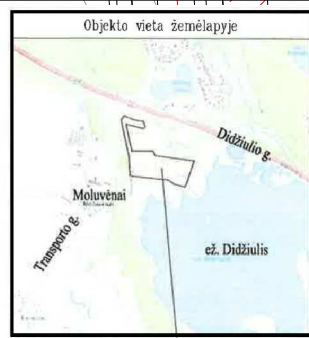 Objekto vieta žemėlapyje
Didžiulio g.
Moluvėnai
Transporto g.
ež. Didžiulis